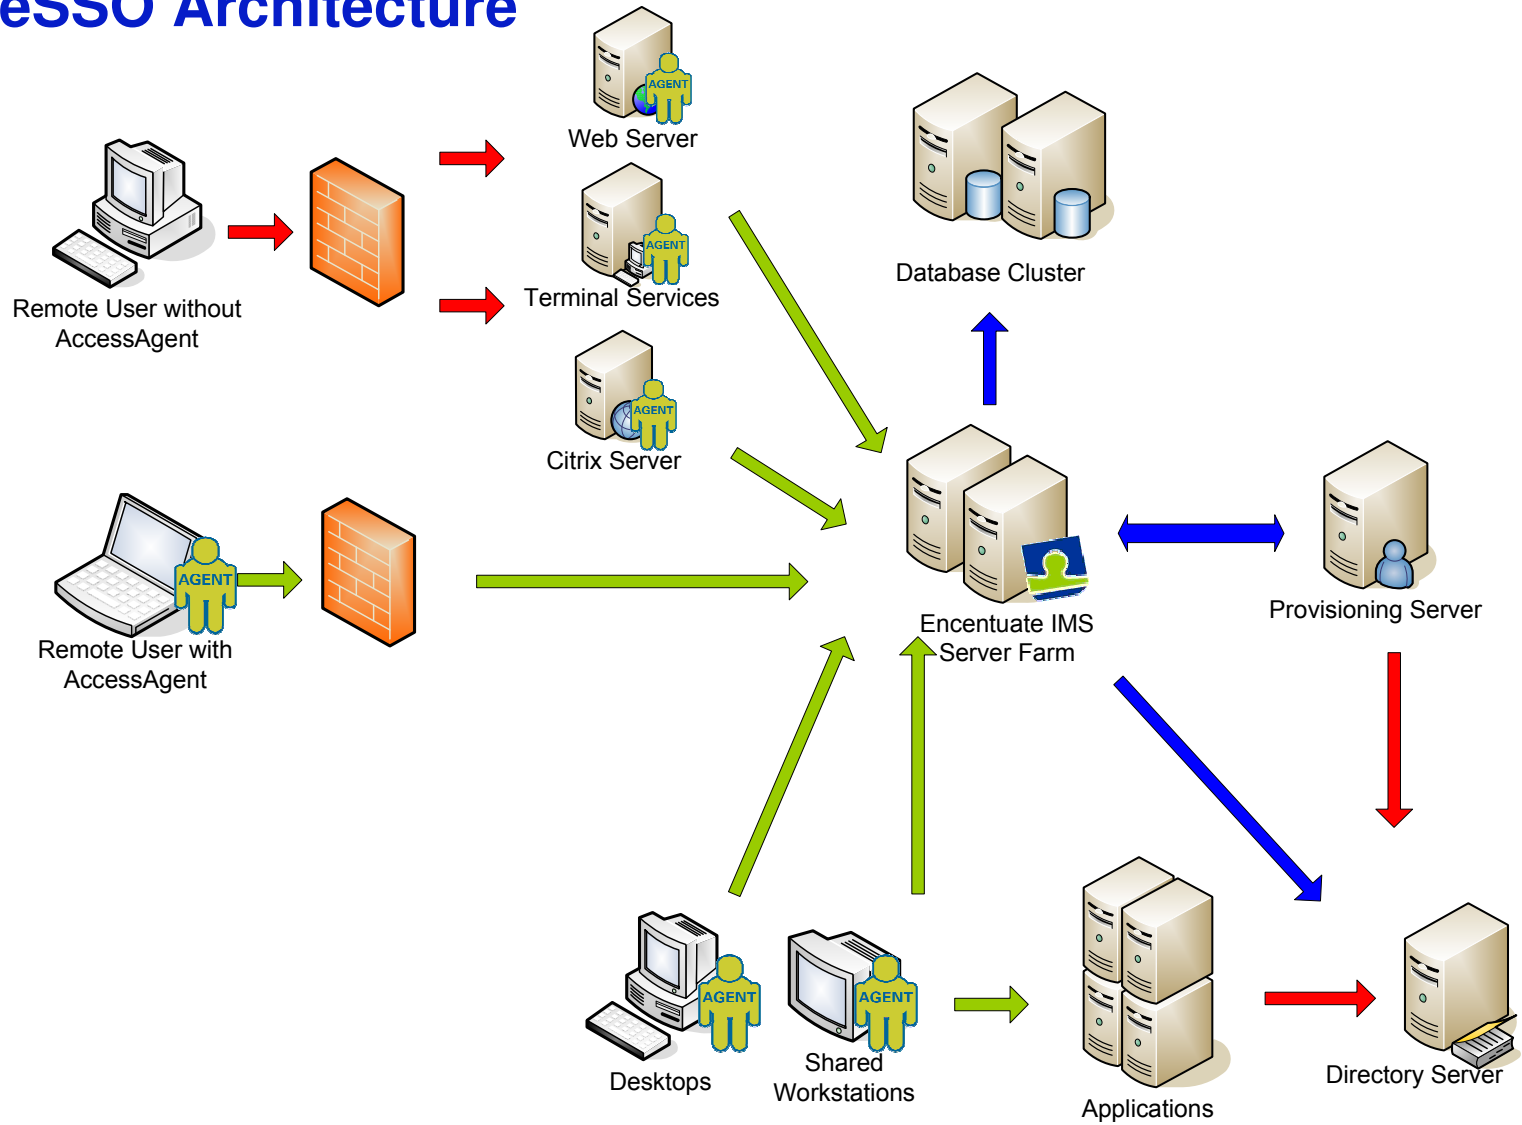 eSSO Architecture
AGENT
Web Server
AGENT
Terminal Services
Database Cluster
Remote User without
AccessAgent
AGENT
Citrix Server
AGENT
Remote User with
AccessAgent
Encentuate IMS
Server Farm
Provisioning Server
AGENT
Desktops
AGENT
Shared
Workstations
Applications
Directory Server